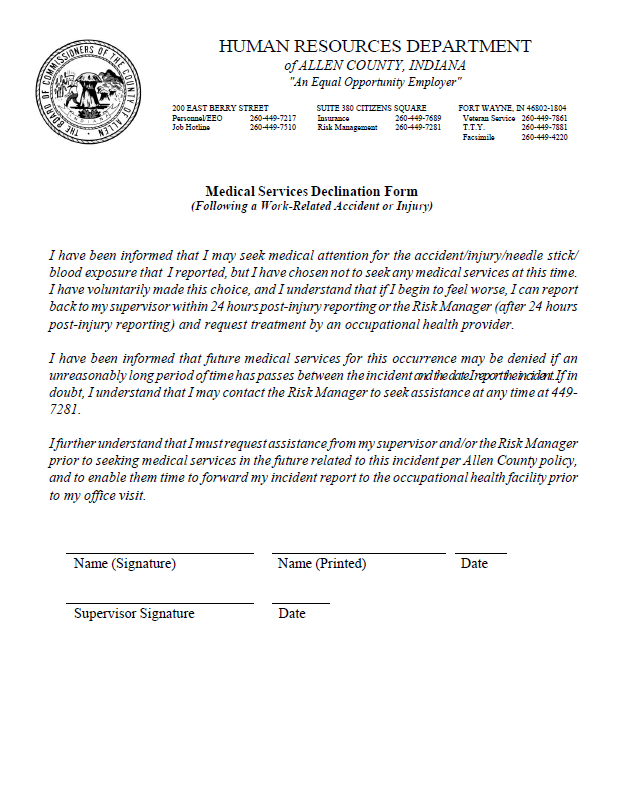 THE BOARD OF COMMISSIONERS OF THE COUNTY OF ALLEN
INDIANA
HUMAN RESOURCES DEPARTMENT
of ALLEN COUNTY, INDIANA
"An Equal Opportunity Employer"
200 EAST BERRY STREET SUITE 380 CITIZENS SQUARE FORT WAYNE, IN 46802-1804
Personnel/EEO 260-449-7217 Insurance 260-449-7689 Veteran Service 260-449-7861
Job Hotline 260-449-7510 Risk Management 260-449-7281 T.T.Y. 260-449-7881
Facsimile 260-449-4220
Medical Services Declination Form
(Following a Work-Related Accident or Injury)
I have been informed that I may seek medical attention for the accident/injury/needle stick/
blood exposure that I reported, but I have chosen not to seek any medical services at this time.
I have voluntarily made this choice, and I understand that if I begin to feel worse, I can report
back to my supervisor within 24 hours post-injury reporting or the Risk Manager (after 24 hours
post-injury reporting) and request treatment by an occupational health provider.
I have been informed that future medical services for this occurrence may be denied if an
unreasonably long period of time has passes between the incident and the date I report the incident. If in
doubt, I understand that I may contact the Risk Manager to seek assistance at any time at 449-
7281.
I further understand that I must request assistance from my supervisor and/or the Risk Manager
prior to seeking medical services in the future related to this incident per Allen County policy,
and to enable them time to forward my incident report to the occupational health facility prior
to my office visit.
Name (Signature) Name (Printed) Date
Supervisor Signature Date